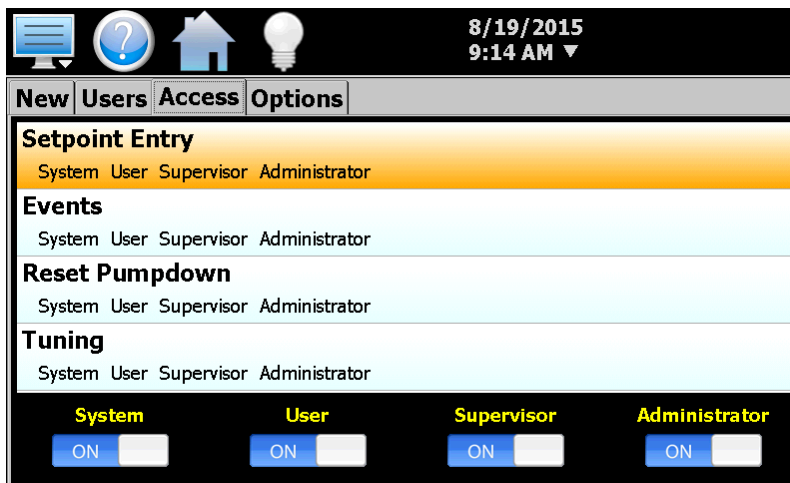 ?
8/19/2015
9:14 AM ▼
New Users Access Options
Setpoint Entry
System User Supervisor Administrator
Events
System User Supervisor Administrator
Reset Pumpdown
System User Supervisor Administrator
Tuning
System User Supervisor Administrator
System User Supervisor Administrator
ON ON ON ON